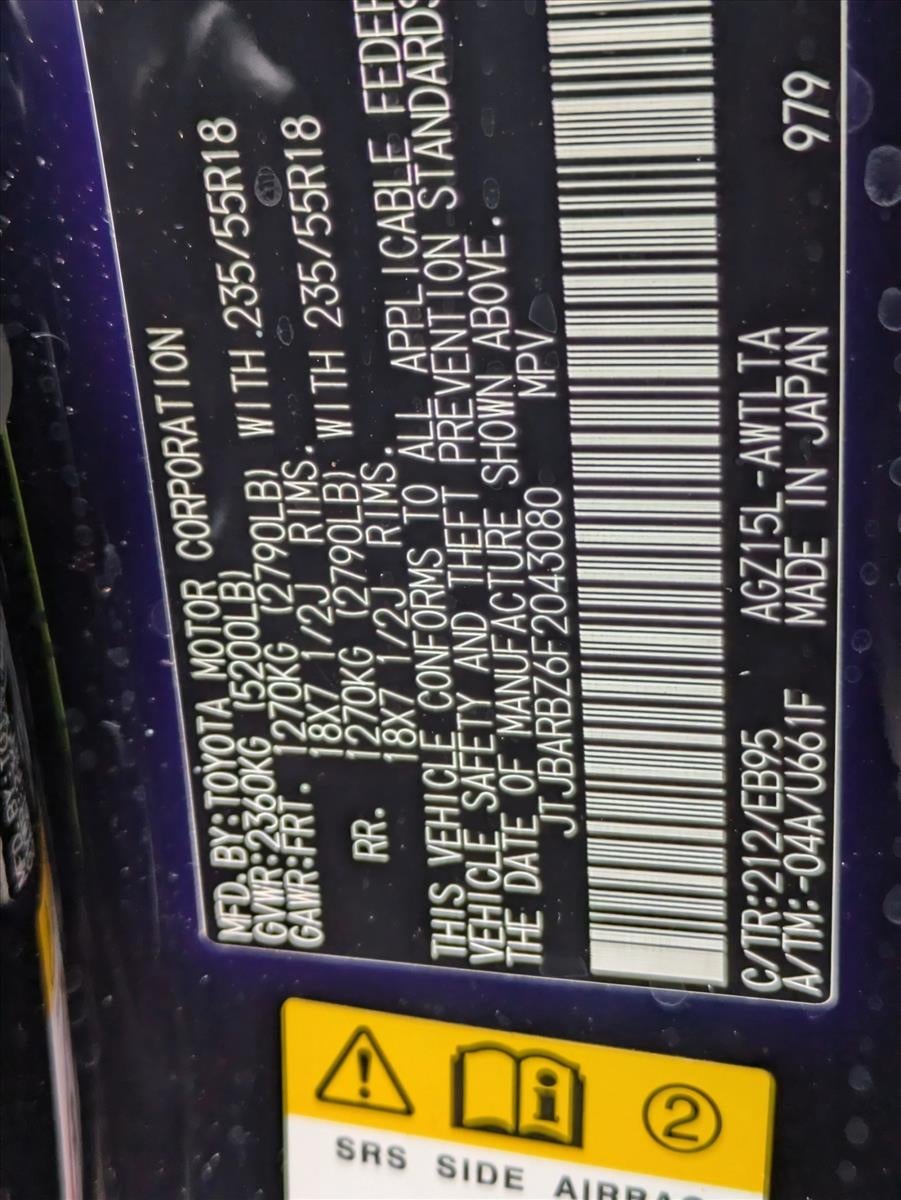 MFD.BY:TOYOTA MOTOR CORPORATION
GVWR:2360KG (5200LB)
GAWR:FRT. 1270KG (2790LB) WITH 235/55R18
18X7 1/2J RIMS.
RR. 1270KG (2790LB) WITH 235/55R18
18X7 1/2J RIMS.
THIS VEHICLE CONFORMS TO ALL APPLICABLE
VEHICLE SAFETY AND THEFT PREVENTION STANDARDS
THE DATE OF MANUFACTURE SHOWN ABOVE.
JTJBARBZ6F2043080 MPV
C/TR:212/EB95 AGZ15L-AWTLTA 979
A/TM:-04A/U661F MADE IN JAPAN
2
SRS SIDE